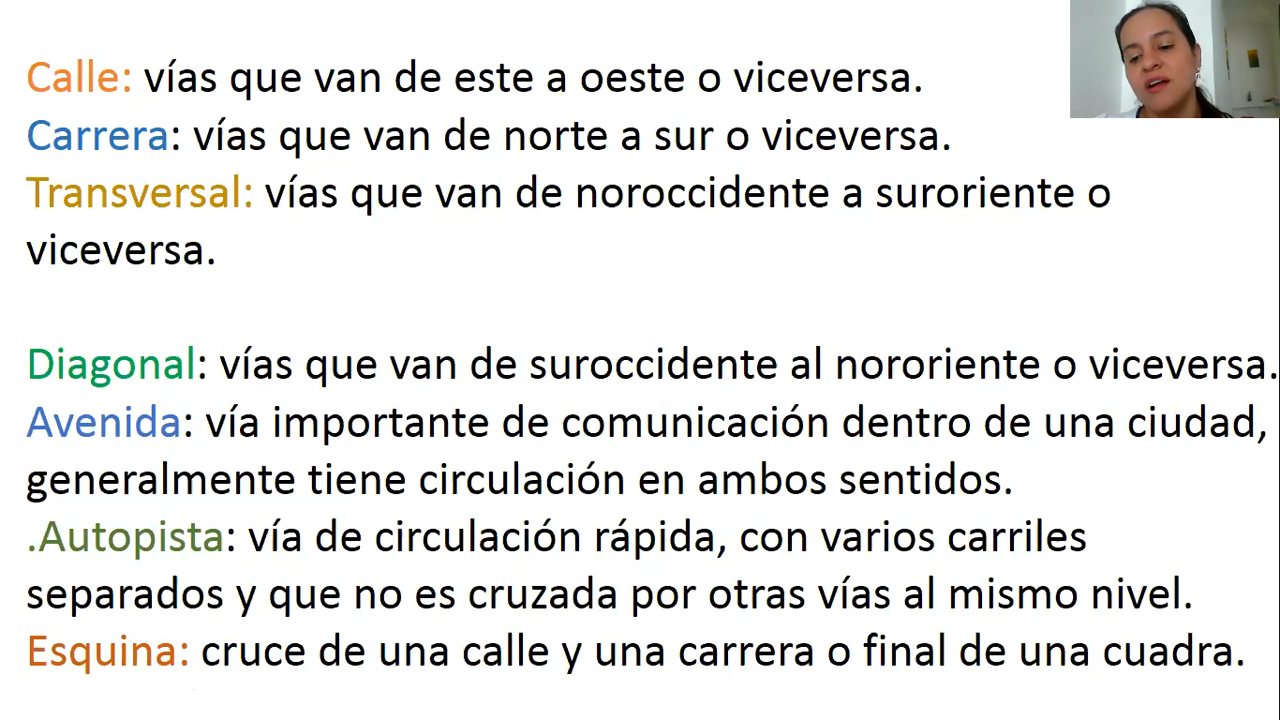 Calle: vías que van de este a oeste o viceversa.
Carrera: vías que van de norte a sur o viceversa.
Transversal: vías que van de noroccidente a suroriente o
viceversa.
Diagonal: vías que van de suroccidente al nororiente o viceversa.
Avenida: vía importante de comunicación dentro de una ciudad,
generalmente tiene circulación en ambos sentidos.
.Autopista: vía de circulación rápida, con varios carriles
separados y que no es cruzada por otras vías al mismo nivel.
Esquina: cruce de una calle y una carrera o final de una cuadra.